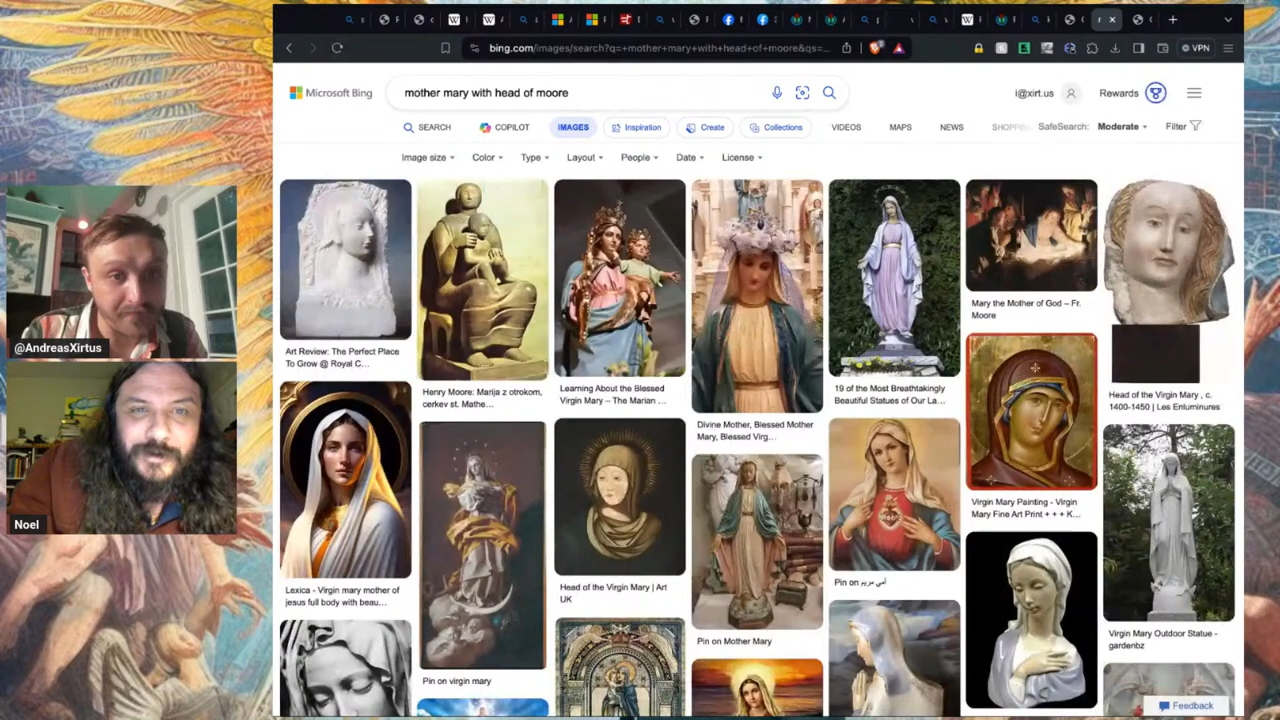 bing.com/images/search?q=+mother+mary+with+head+of+moore&qs=...
VPN
Microsoft Bing
mother mary with head of moore
i@xirt.us
Rewards
SEARCH
COPILOT
IMAGES
Inspiration
Create
Collections
VIDEOS
MAPS
NEWS
SafeSearch: Moderate
Filter
Image size
Color
Type
Layout
People
Date
License
Art Review: The Perfect Place
To Grow @ Royal C...
Henry Moore: Marija z otrokom,
cerkev st. Mathe...
Learning About the Blessed
Virgin Mary – The Marian ...
Divine Mother, Blessed Mother
Mary, Blessed Virg...
19 of the Most Breathtakingly
Beautiful Statues of Our La...
Mary the Mother of God – Fr.
Moore
Head of the Virgin Mary , c.
1400-1450 | Les Enluminures
@AndreasXirtus
Noel
Lexica - Virgin mary mother of
jesus full body with beau...
Pin on virgin mary
Head of the Virgin Mary | Art
UK
Pin on Mother Mary
Pin on أمي مريم
Virgin Mary Painting - Virgin
Mary Fine Art Print + + + K...
Virgin Mary Outdoor Statue -
gardenbz
Feedback